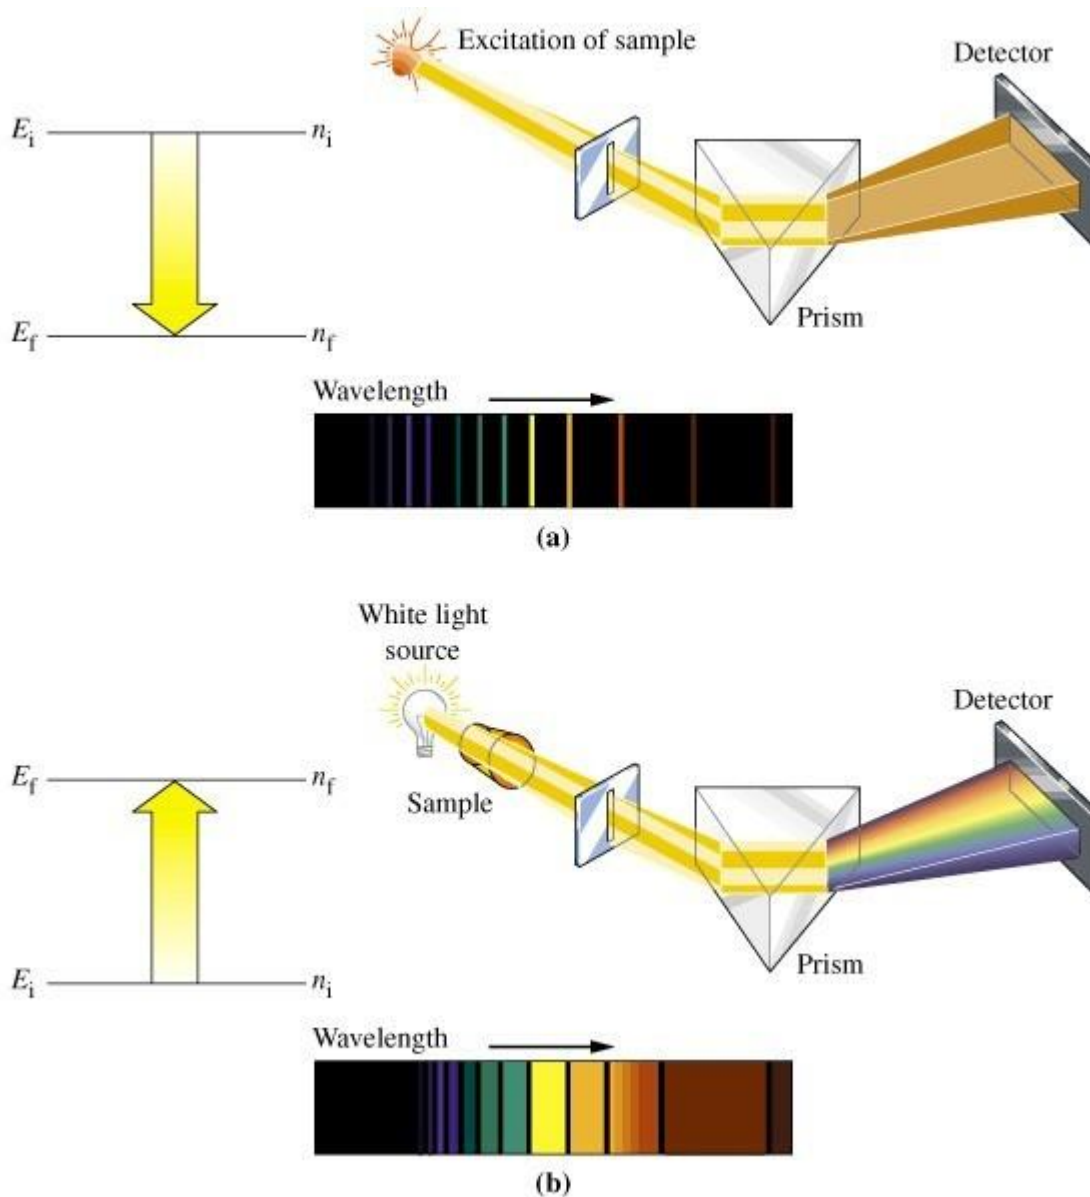 Excitation of sample
Detector
E_i
n_i
E_f
n_f
Prism
Wavelength
(a)
White light
source
Detector
E_f
n_f
Sample
Prism
E_i
n_i
Wavelength
(b)